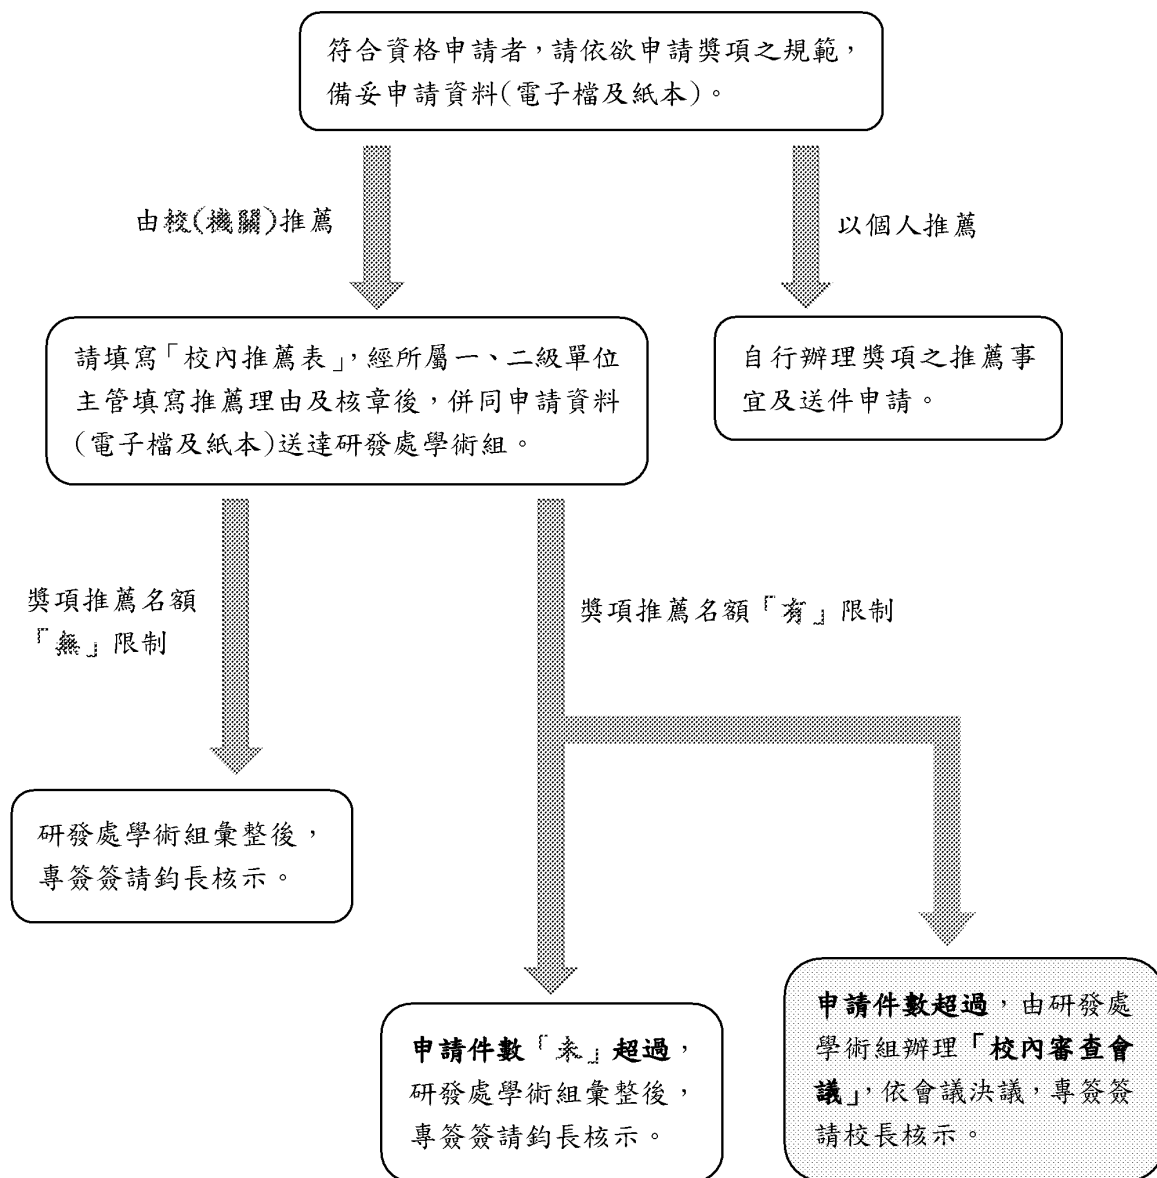 符合資格申請者，請依欲申請獎項之規範，
備妥申請資料(電子檔及紙本)。
由校(機關)推薦
以個人推薦
請填寫「校內推薦表」，經所屬一、二級單位
主管填寫推薦理由及核章後，併同申請資料
(電子檔及紙本)送達研發處學術組。
自行辦理獎項之推薦事
宜及送件申請。
獎項推薦名額
「無」限制
獎項推薦名額「有」限制
研發處學術組彙整後，
專簽簽請鈞長核示。
申請件數「未」超過，
研發處學術組彙整後，
專簽簽請鈞長核示。
申請件數超過，由研發處
學術組辦理「校內審查會
議」，依會議決議，專簽簽
請校長核示。